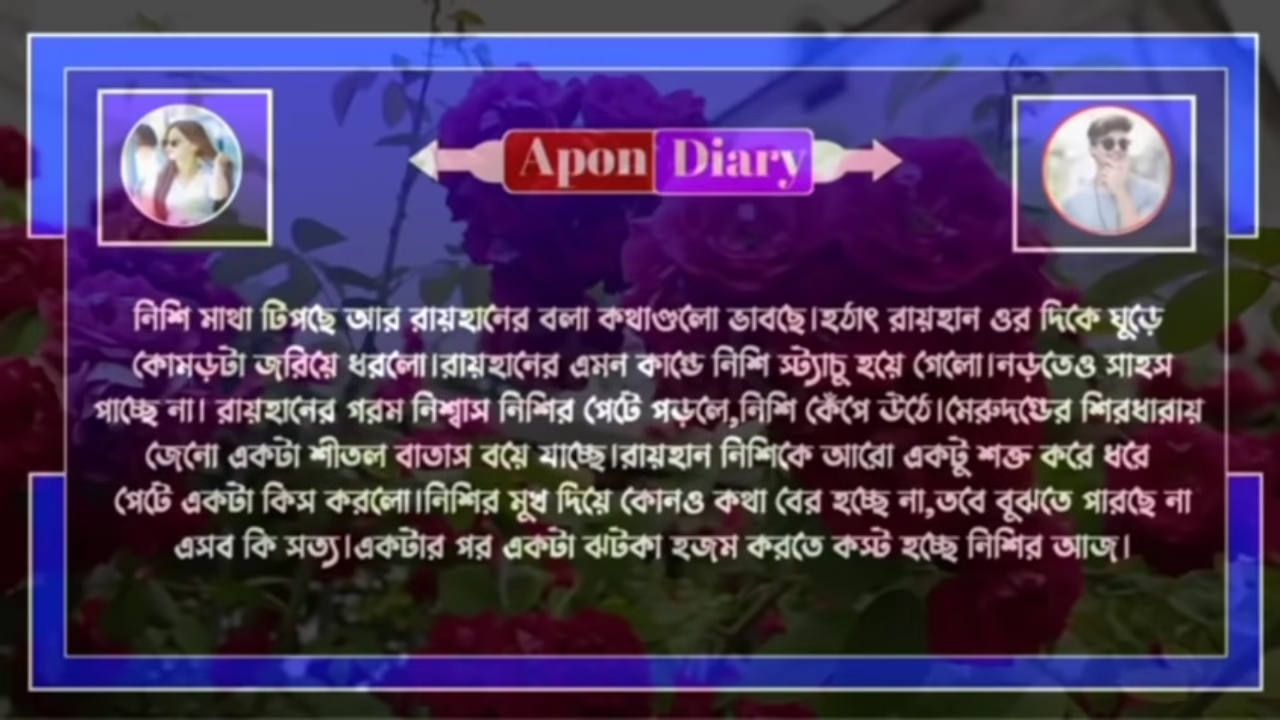 Apon Diary
নিশি মাথা টিপছে আর রায়হানের বলা কথাগুলো ভাবছে।হঠাৎ রায়হান ওর দিকে ঘুড়ে
কোমড়টা জরিয়ে ধরলো।রায়হানের এমন কান্ডে নিশি স্ট্যাচু হয়ে গেলো।নড়তেও সাহস
পাচ্ছে না। রায়হানের গরম নিশ্বাস নিশির পেটে পড়লে,নিশি কেঁপে উঠে।মেরুদণ্ডের শিরধারায়
জেনো একটা শীতল বাতাস বয়ে যাচ্ছে।রায়হান নিশিকে আরো একটু শক্ত করে ধরে
পেটে একটা কিস করলো।নিশির মুখ দিয়ে কোনও কথা বের হচ্ছে না,তবে বুঝতে পারছে না
এসব কি সত্য।একটার পর একটা ঝটকা হজম করতে কস্ট হচ্ছে নিশির আজ।